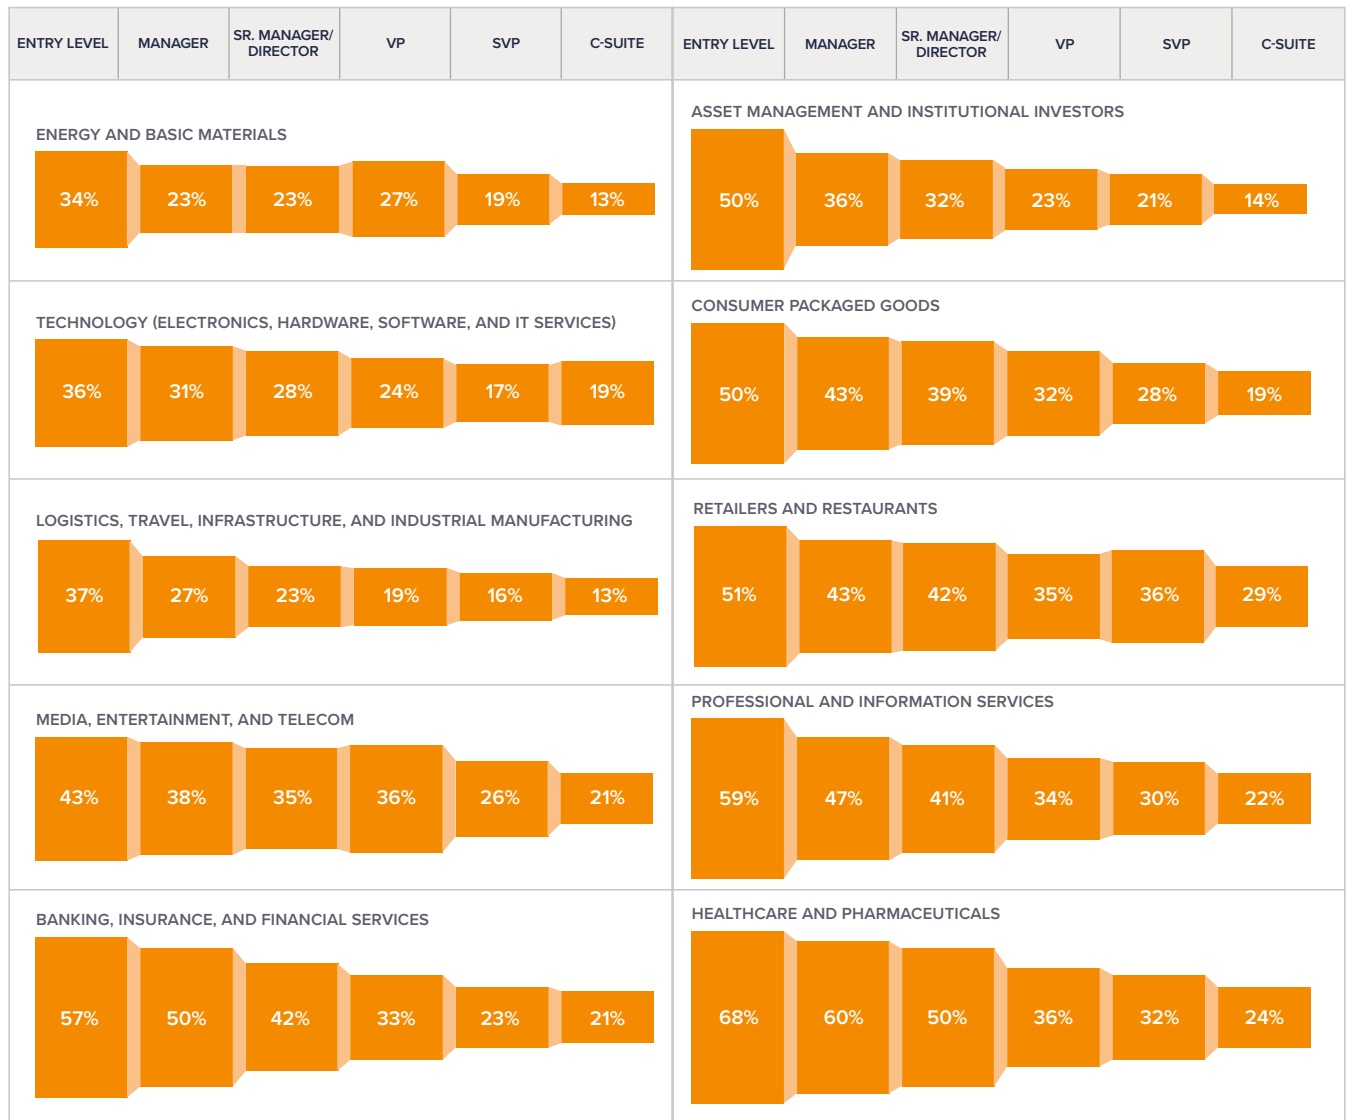 ENTRY LEVEL
MANAGER
SR. MANAGER/
DIRECTOR
VP
SVP
C-SUITE
ENTRY LEVEL
MANAGER
SR. MANAGER/
DIRECTOR
VP
SVP
C-SUITE
ENERGY AND BASIC MATERIALS
34% 23% 23% 27% 19% 13%
TECHNOLOGY (ELECTRONICS, HARDWARE, SOFTWARE, AND IT SERVICES)
36% 31% 28% 24% 17% 19%
LOGISTICS, TRAVEL, INFRASTRUCTURE, AND INDUSTRIAL MANUFACTURING
37% 27% 23% 19% 16% 13%
MEDIA, ENTERTAINMENT, AND TELECOM
43% 38% 35% 36% 26% 21%
BANKING, INSURANCE, AND FINANCIAL SERVICES
57% 50% 42% 33% 23% 21%
ASSET MANAGEMENT AND INSTITUTIONAL INVESTORS
50% 36% 32% 23% 21% 14%
CONSUMER PACKAGED GOODS
50% 43% 39% 32% 28% 19%
RETAILERS AND RESTAURANTS
51% 43% 42% 35% 36% 29%
PROFESSIONAL AND INFORMATION SERVICES
59% 47% 41% 34% 30% 22%
HEALTHCARE AND PHARMACEUTICALS
68% 60% 50% 36% 32% 24%